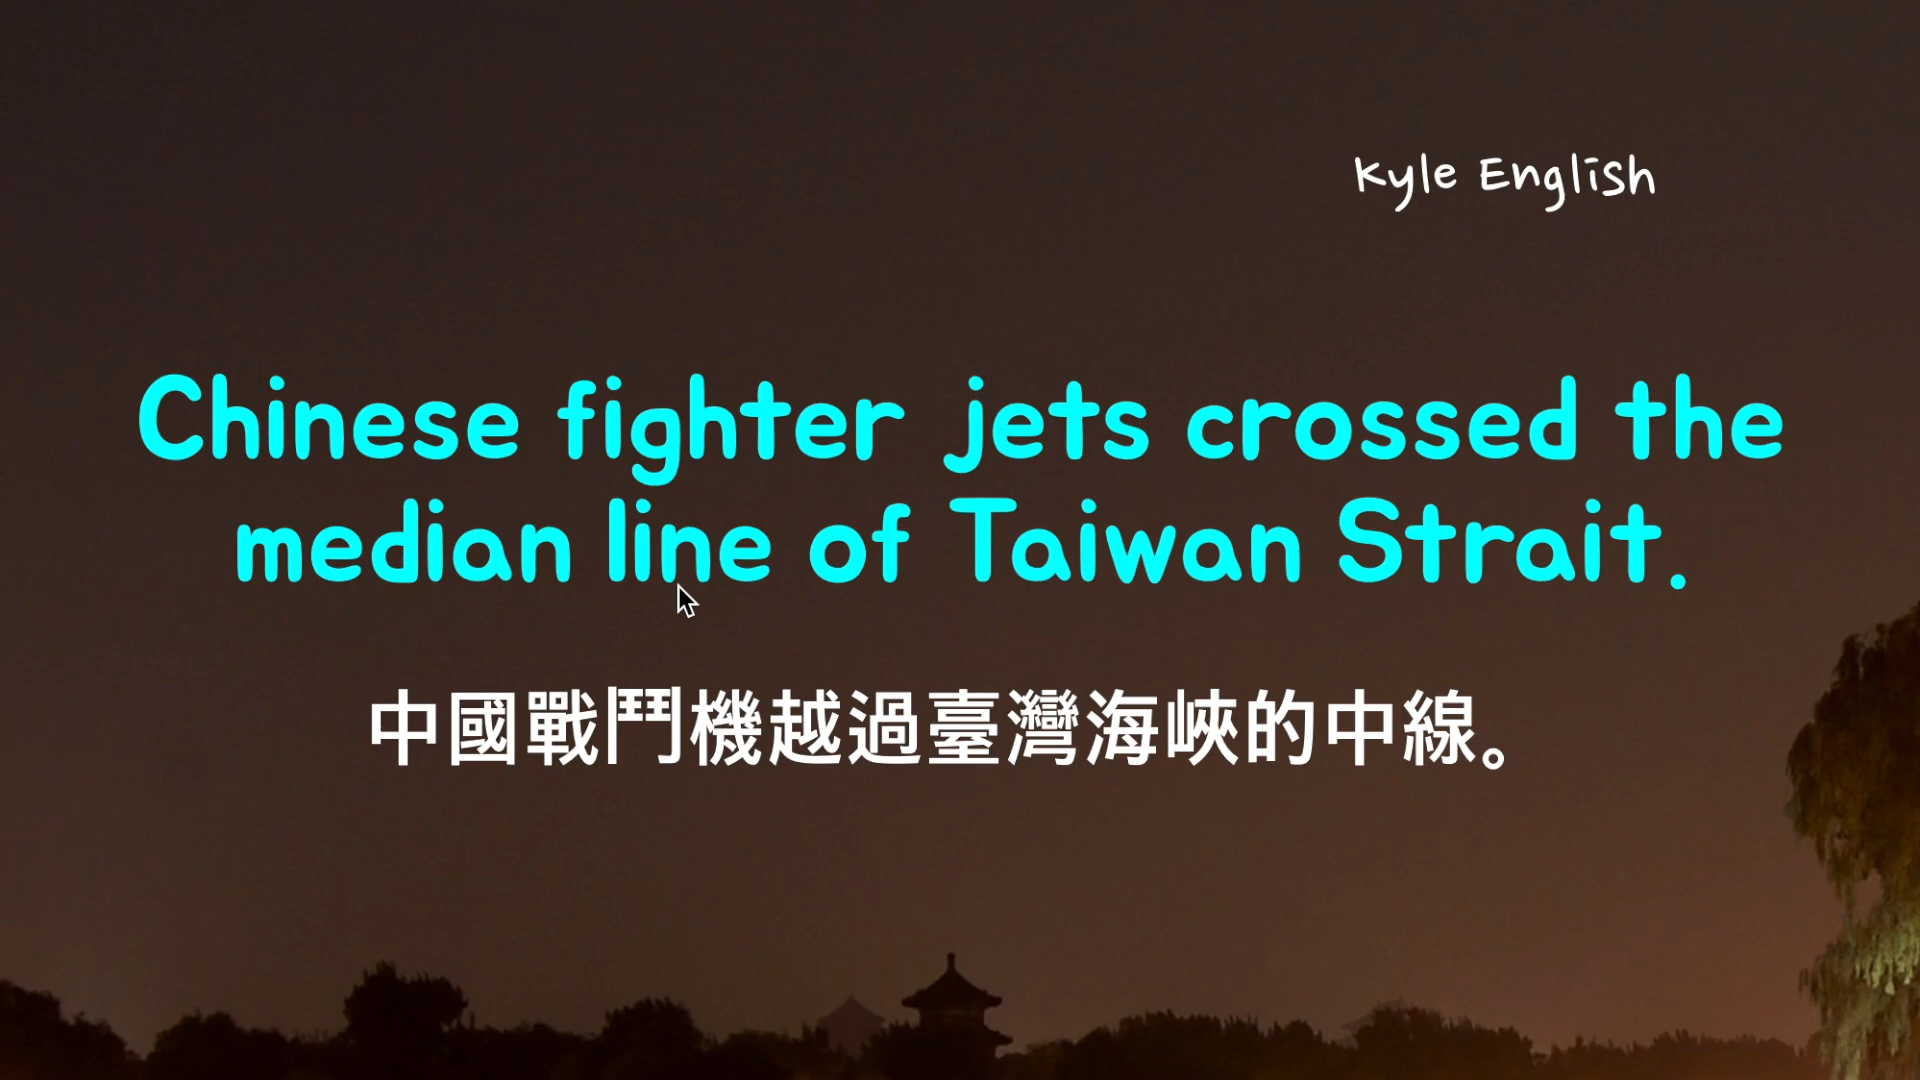 Kyle English
Chinese fighter jets crossed the
median line of Taiwan Strait.
中國戰鬥機越過臺灣海峽的中線。